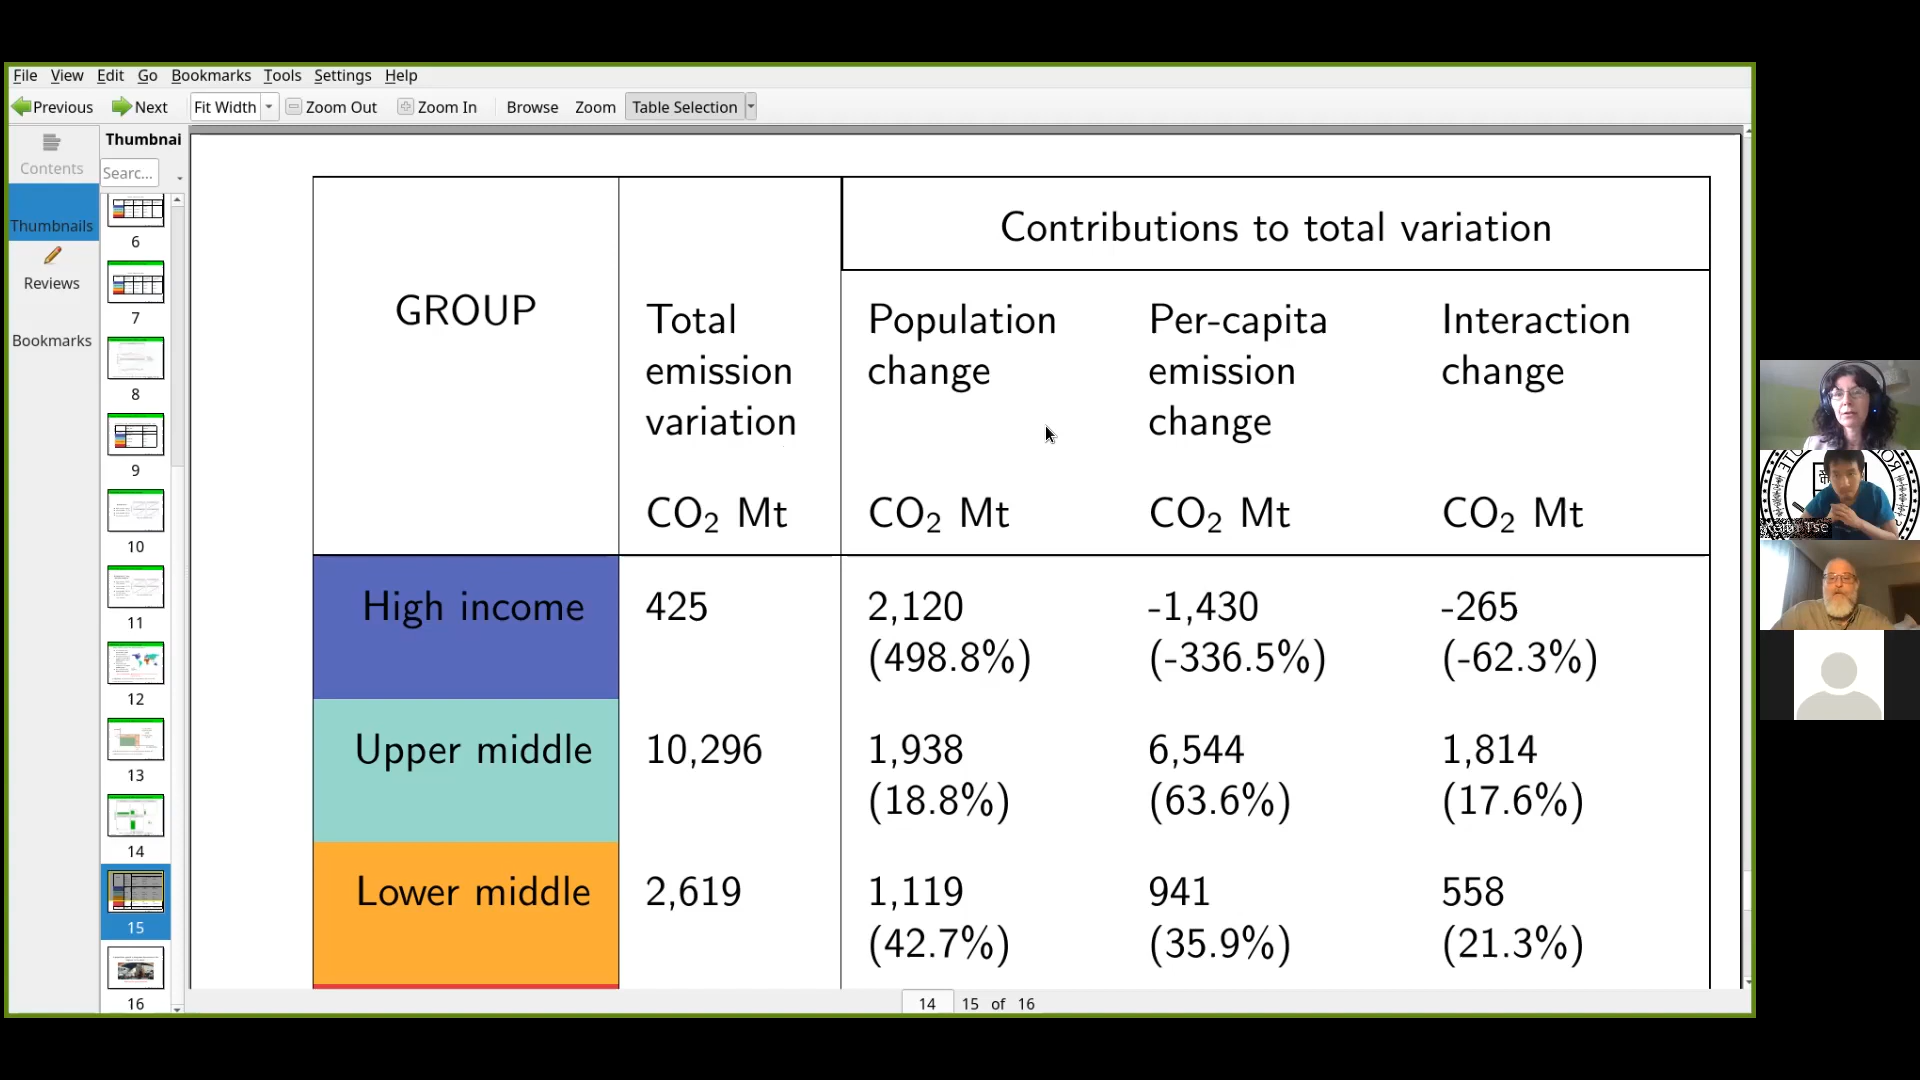 File View Edit Go Bookmarks Tools Settings Help
Previous Next Fit Width Zoom Out Zoom In Browse Zoom Table Selection
Contents
Thumbnails
Reviews
Bookmarks
Thumbnai
Searc...
6
7
8
9
10
11
12
13
14
15
16
Contributions to total variation
GROUP
Total
emission
variation
CO₂ Mt
Population
change
CO₂ Mt
Per-capita
emission
change
CO₂ Mt
Interaction
change
CO₂ Mt
High income 425 2,120 -1,430 -265
(498.8%) (-336.5%) (-62.3%)
Upper middle 10,296 1,938 6,544 1,814
(18.8%) (63.6%) (17.6%)
Lower middle 2,619 1,119 941 558
(42.7%) (35.9%) (21.3%)
14 15 of 16